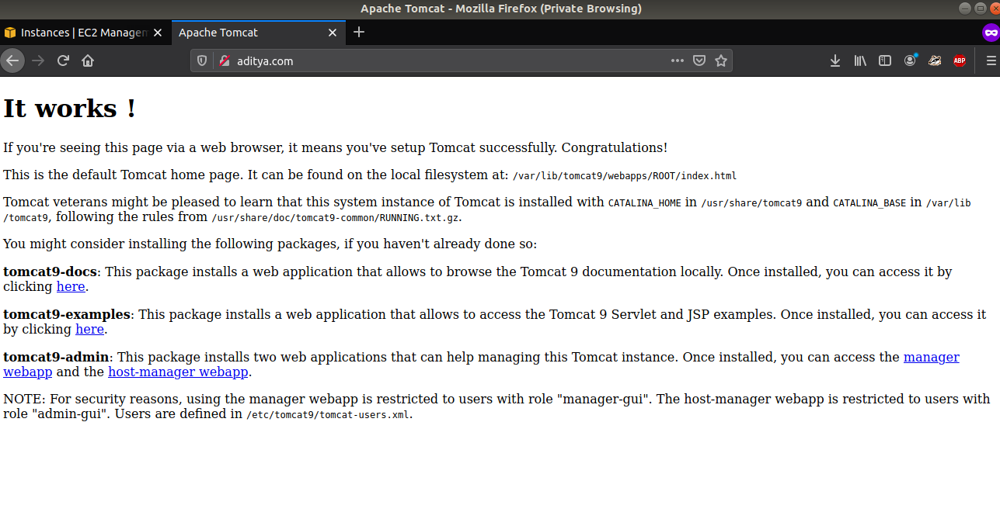 Apache Tomcat - Mozilla Firefox (Private Browsing)
Instances | EC2 Managem
Apache Tomcat
aditya.com
ABP
It works !
If you're seeing this page via a web browser, it means you've setup Tomcat successfully. Congratulations!
This is the default Tomcat home page. It can be found on the local filesystem at: /var/lib/tomcat9/webapps/ROOT/index.html
Tomcat veterans might be pleased to learn that this system instance of Tomcat is installed with CATALINA_HOME in /usr/share/tomcat9 and CATALINA_BASE in /var/lib
/tomcat9, following the rules from /usr/share/doc/tomcat9-common/RUNNING.txt.gz.
You might consider installing the following packages, if you haven't already done so:
tomcat9-docs: This package installs a web application that allows to browse the Tomcat 9 documentation locally. Once installed, you can access it by
clicking here.
tomcat9-examples: This package installs a web application that allows to access the Tomcat 9 Servlet and JSP examples. Once installed, you can access it
by clicking here.
tomcat9-admin: This package installs two web applications that can help managing this Tomcat instance. Once installed, you can access the manager
webapp and the host-manager webapp.
NOTE: For security reasons, using the manager webapp is restricted to users with role "manager-gui". The host-manager webapp is restricted to users with
role "admin-gui". Users are defined in /etc/tomcat9/tomcat-users.xml.